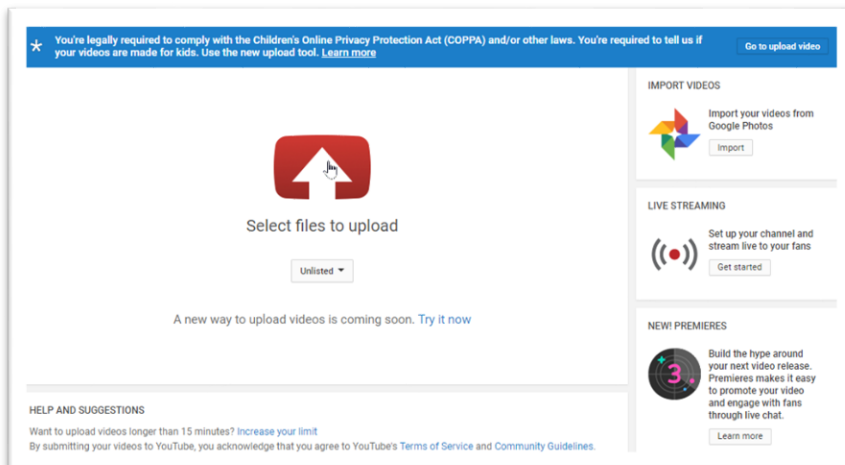 You're legally required to comply with the Children's Online Privacy Protection Act (COPPA) and/or other laws. You're required to tell us if
your videos are made for kids. Use the new upload tool. Learn more
Go to upload video
Select files to upload
Unlisted
A new way to upload videos is coming soon. Try it now
HELP AND SUGGESTIONS
Want to upload videos longer than 15 minutes? Increase your limit
By submitting your videos to YouTube, you acknowledge that you agree to YouTube's Terms of Service and Community Guidelines.
IMPORT VIDEOS
Import your videos from
Google Photos
Import
LIVE STREAMING
Set up your channel and
stream live to your fans
Get started
NEW! PREMIERES
3
Build the hype around
your next video release.
Premieres makes it easy
to promote your video
and engage with fans
through live chat.
Learn more